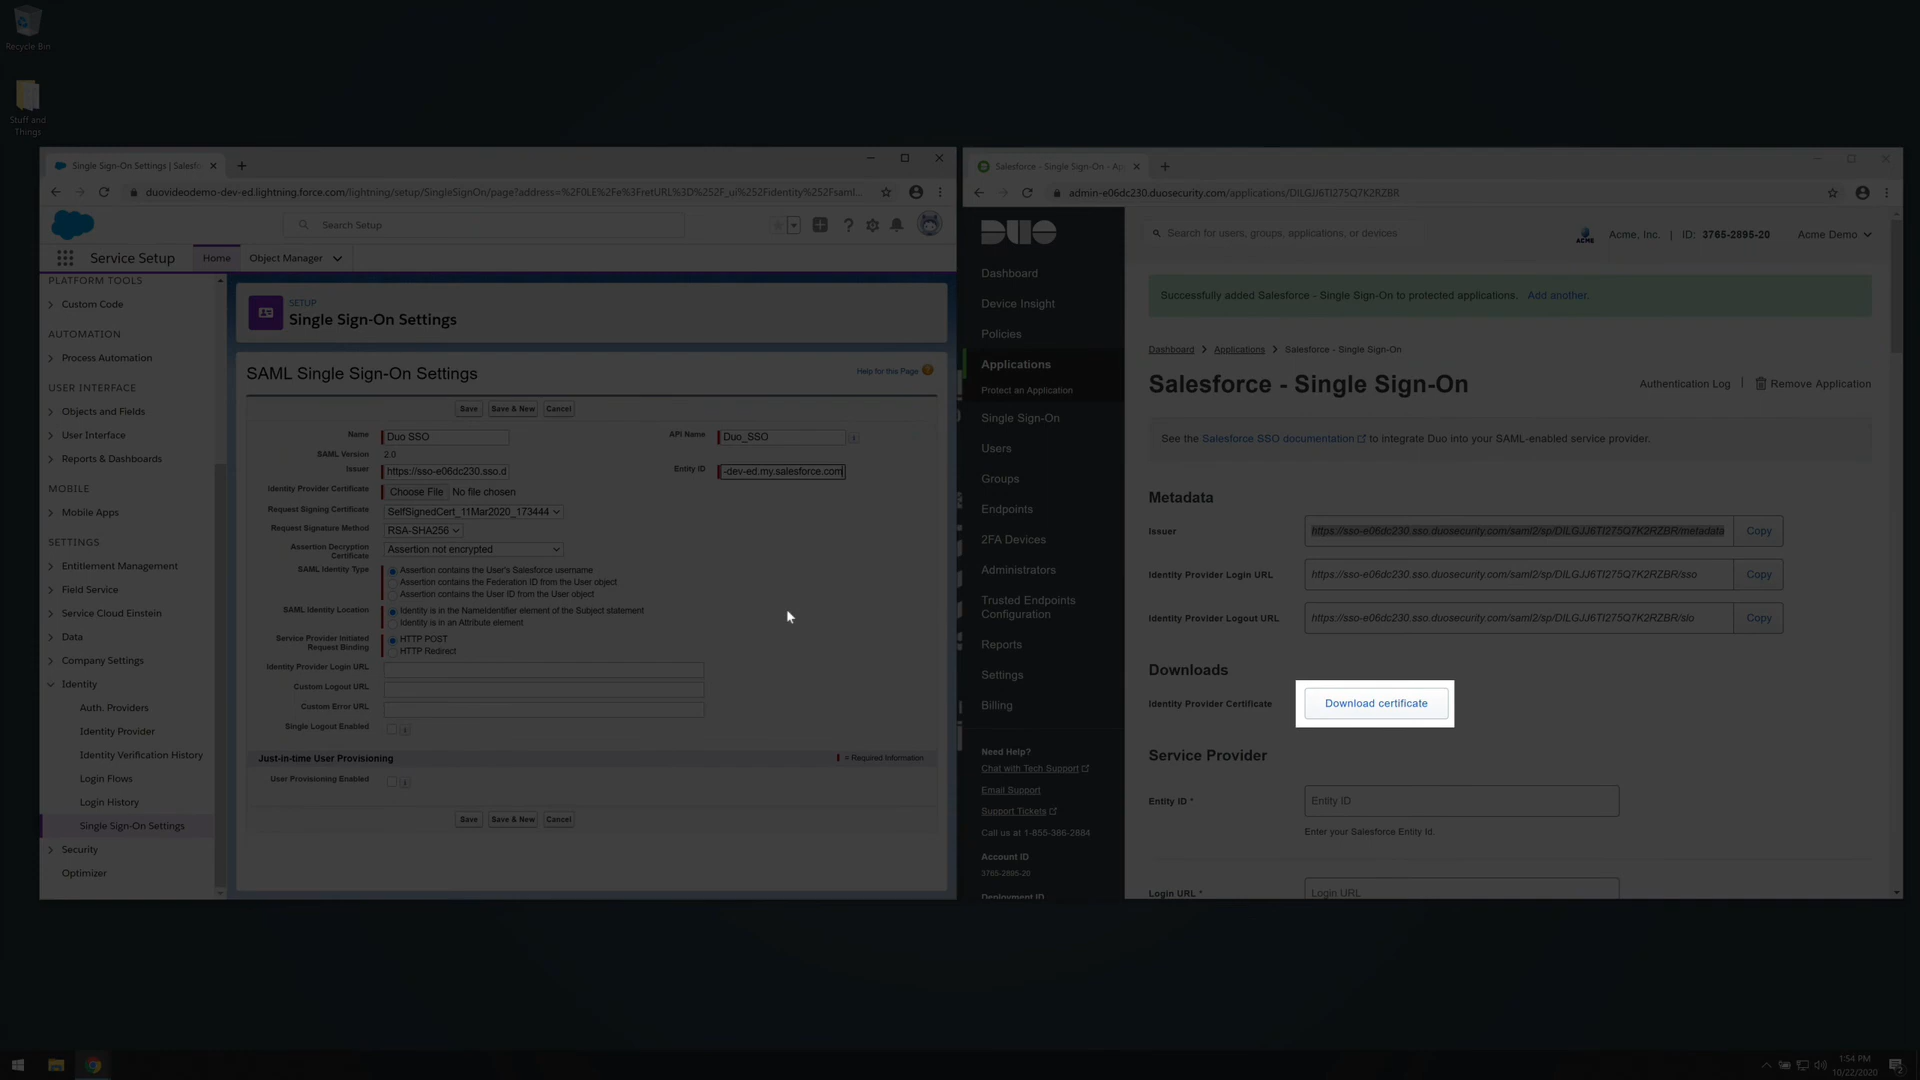 Recycle Bin
Stuff and
Things
Single Sign-On Settings | Salesfo
duovideodemo-dev-ed.lightning.force.com/lightning/setup/SingleSignOn/page?address=%2F0LE%2Fe%3FretURL%3D%252F_ui%252Fidentity%252Fsaml...
Search Setup
Service Setup
Home
Object Manager
PLATFORM TOOLS
Custom Code
AUTOMATION
Process Automation
USER INTERFACE
Objects and Fields
User Interface
Reports & Dashboards
MOBILE
Mobile Apps
SETTINGS
Entitlement Management
Field Service
Service Cloud Einstein
Data
Company Settings
Identity
Auth. Providers
Identity Provider
Identity Verification History
Login Flows
Login History
Single Sign-On Settings
Security
Optimizer
SETUP
Single Sign-On Settings
SAML Single Sign-On Settings
Help for this Page
Save Save & New Cancel
Name Duo SSO API Name Duo_SSO
SAML Version 2.0
Issuer https://sso-e06dc230.sso.d Entity ID -dev-ed.my.salesforce.com
Identity Provider Certificate Choose File No file chosen
Request Signing Certificate SelfSignedCert_11Mar2020_173444
Request Signature Method RSA-SHA256
Assertion Decryption
Certificate
Assertion not encrypted
SAML Identity Type Assertion contains the User's Salesforce username
Assertion contains the Federation ID from the User object
Assertion contains the User ID from the User object
SAML Identity Location Identity is in the NameIdentifier element of the Subject statement
Identity is in an Attribute element
Service Provider Initiated
Request Binding
HTTP POST
HTTP Redirect
Identity Provider Login URL
Custom Logout URL
Custom Error URL
Single Logout Enabled
Just-in-time User Provisioning = Required Information
User Provisioning Enabled
Save Save & New Cancel
Salesforce - Single Sign-On - Ap
admin-e06dc230.duosecurity.com/applications/DILGJJ6TI275Q7K2RZBR
DUO
Dashboard
Device Insight
Policies
Applications
Protect an Application
Single Sign-On
Users
Groups
Endpoints
2FA Devices
Administrators
Trusted Endpoints
Configuration
Reports
Settings
Billing
Need Help?
Chat with Tech Support
Email Support
Support Tickets
Call us at 1-855-386-2884
Account ID
3765-2895-20
Deployment ID
Search for users, groups, applications, or devices
ACME
Acme, Inc. | ID: 3765-2895-20 Acme Demo
Successfully added Salesforce - Single Sign-On to protected applications. Add another.
Dashboard > Applications > Salesforce - Single Sign-On
Salesforce - Single Sign-On
Authentication Log | Remove Application
See the Salesforce SSO documentation to integrate Duo into your SAML-enabled service provider.
Metadata
Issuer https://sso-e06dc230.sso.duosecurity.com/saml2/sp/DILGJJ6TI275Q7K2RZBR/metadata Copy
Identity Provider Login URL https://sso-e06dc230.sso.duosecurity.com/saml2/sp/DILGJJ6TI275Q7K2RZBR/sso Copy
Identity Provider Logout URL https://sso-e06dc230.sso.duosecurity.com/saml2/sp/DILGJJ6TI275Q7K2RZBR/slo Copy
Downloads
Identity Provider Certificate Download certificate
Service Provider
Entity ID * Entity ID
Enter your Salesforce Entity Id.
Login URL * Login URL
1:54 PM
10/22/2020